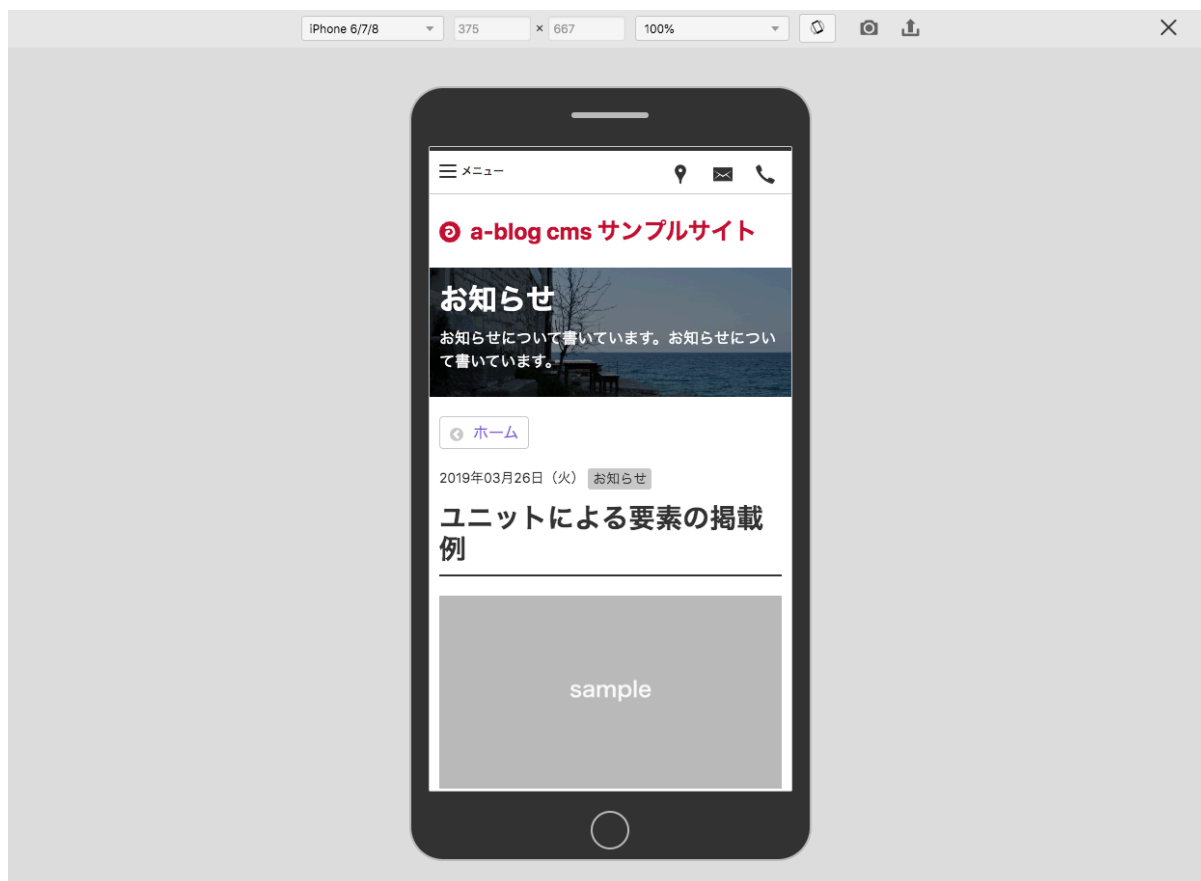 iPhone 6/7/8 375 × 667 100%
メニュー
a-blog cms サンプルサイト
お知らせ
お知らせについて書いています。お知らせについ
て書いています。
ホーム
2019年03月26日（火） お知らせ
ユニットによる要素の掲載
例
sample